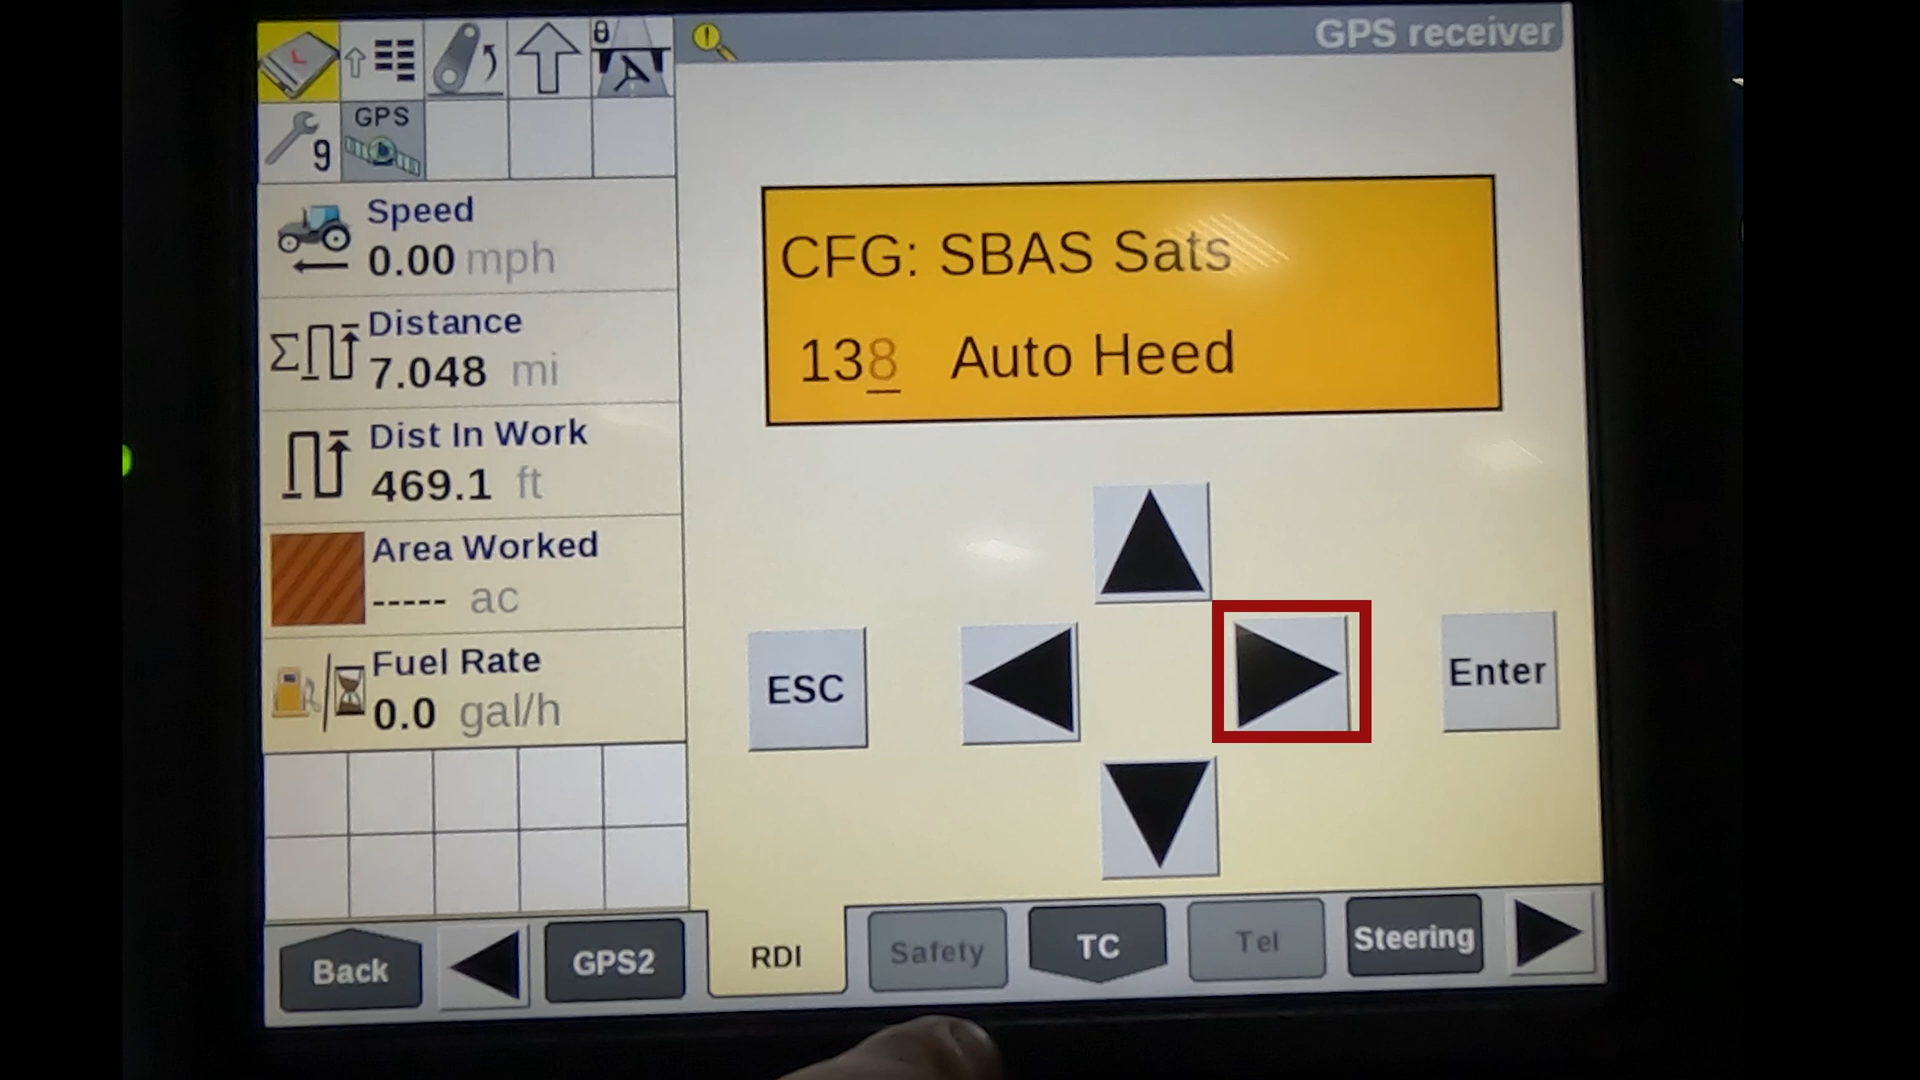 GPS receiver
θ
9
GPS
Speed
0.00 mph
Distance
7.048 mi
Dist In Work
469.1 ft
Area Worked
----- ac
Fuel Rate
0.0 gal/h
CFG: SBAS Sats
138 Auto Heed
ESC
Enter
Back
GPS2
RDI
Safety
TC
Tel
Steering